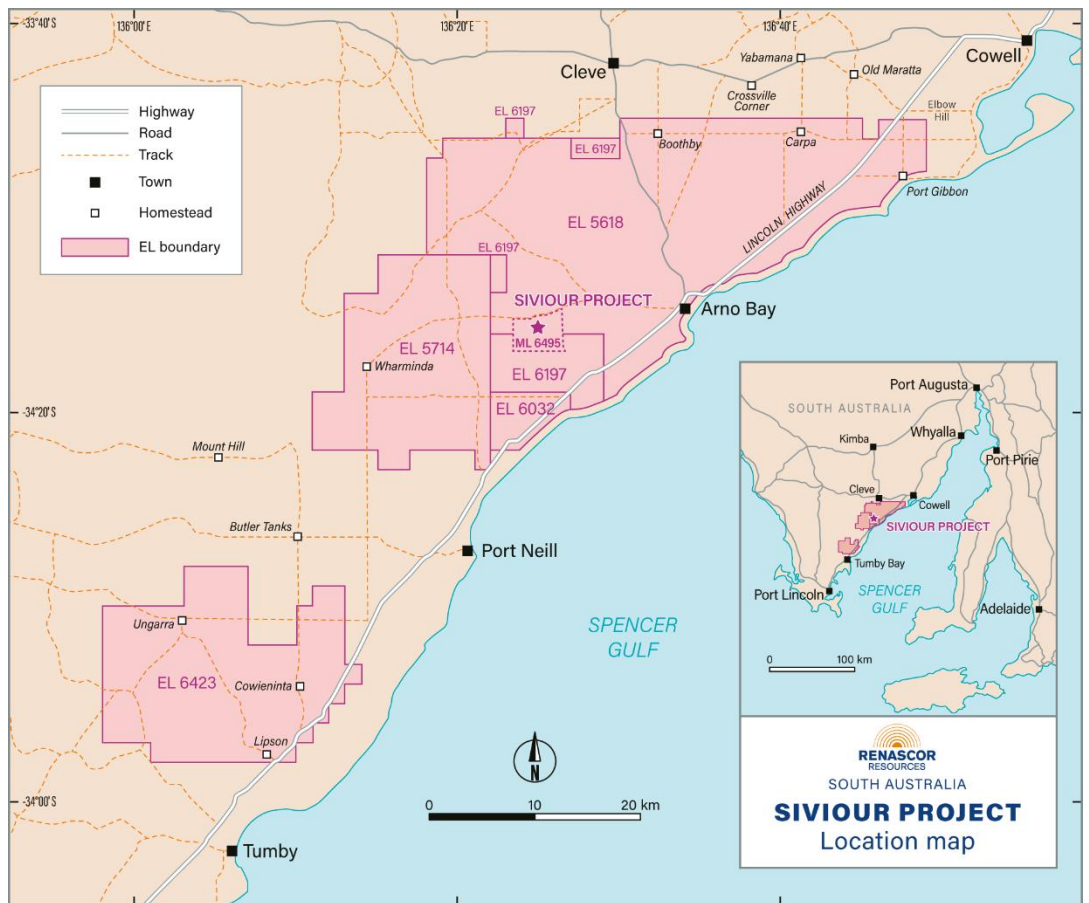 136°00'E
136°20'E
136°40'E
-33°40'S
-34°20'S
-34°00'S
Highway
Road
Track
Town
Homestead
EL boundary
Cleve
Cowell
Yabamana
Old Maratta
Crossville
Corner
Elbow
Hill
EL 6197
EL 6197
Boothby
Carpa
Port Gibbon
EL 5618
LINCOLN HIGHWAY
EL 6197
SIVIOUR PROJECT
Arno Bay
ML 6495
EL 5714
Wharminda
EL 6197
EL 6032
Mount Hill
Butler Tanks
Port Neill
Ungarra
EL 6423
Cowieninta
Lipson
Tumby
SPENCER
GULF
N
0 10 20 km
Port Augusta
SOUTH AUSTRALIA
Whyalla
Kimba
Port Pirie
Cleve
Cowell
SIVIOUR PROJECT
Tumby Bay
Port Lincoln
SPENCER
GULF
Adelaide
0 100 km
RENASCOR
RESOURCES
SOUTH AUSTRALIA
SIVIOUR PROJECT
Location map